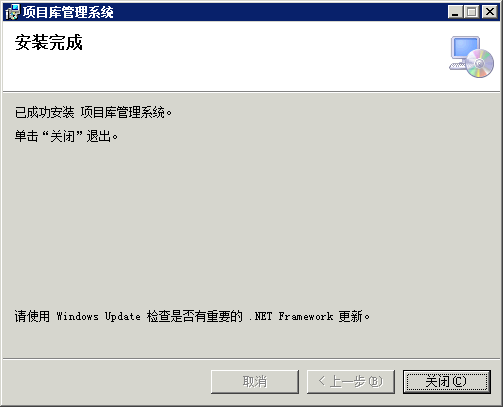 项目库管理系统
安装完成
已成功安装 项目库管理系统。
单击“关闭”退出。
请使用 Windows Update 检查是否有重要的 .NET Framework 更新。
取消
< 上一步(B)
关闭(C)